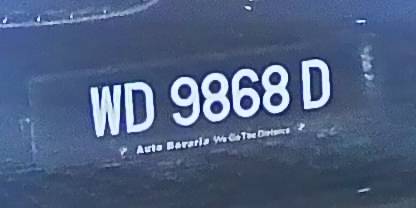 WD 9868 D
Auto Bavaria We Go The Distance